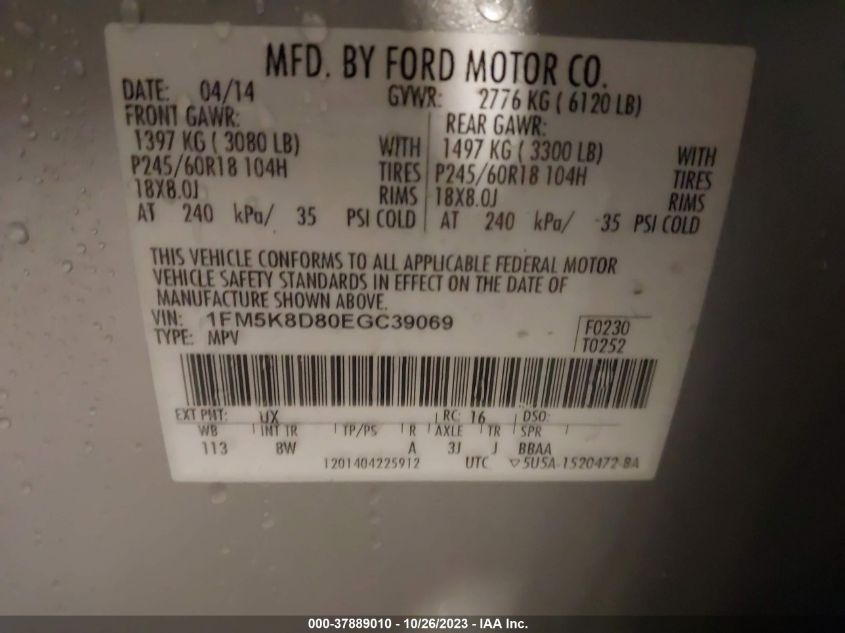 MFD. BY FORD MOTOR CO.
DATE: 04/14 GVWR: 2776 KG ( 6120 LB)
FRONT GAWR: REAR GAWR:
1397 KG ( 3080 LB) WITH 1497 KG ( 3300 LB) WITH
P245/60R18 104H TIRES P245/60R18 104H TIRES
18X8.0J RIMS 18X8.0J RIMS
AT 240 kPa/ 35 PSI COLD AT 240 kPa/ 35 PSI COLD
THIS VEHICLE CONFORMS TO ALL APPLICABLE FEDERAL MOTOR
VEHICLE SAFETY STANDARDS IN EFFECT ON THE DATE OF
MANUFACTURE SHOWN ABOVE.
VIN: 1FM5K8D80EGC39069 F0230
TYPE: MPV T0252
EXT PNT: UX RC: 16 DSO:
WB INT TR TP/PS R AXLE TR SPR
113 8W A 3J J BBAA
1201404225912 UTC ▽5U5A-1520472-BA
000-37889010 - 10/26/2023 - IAA Inc.